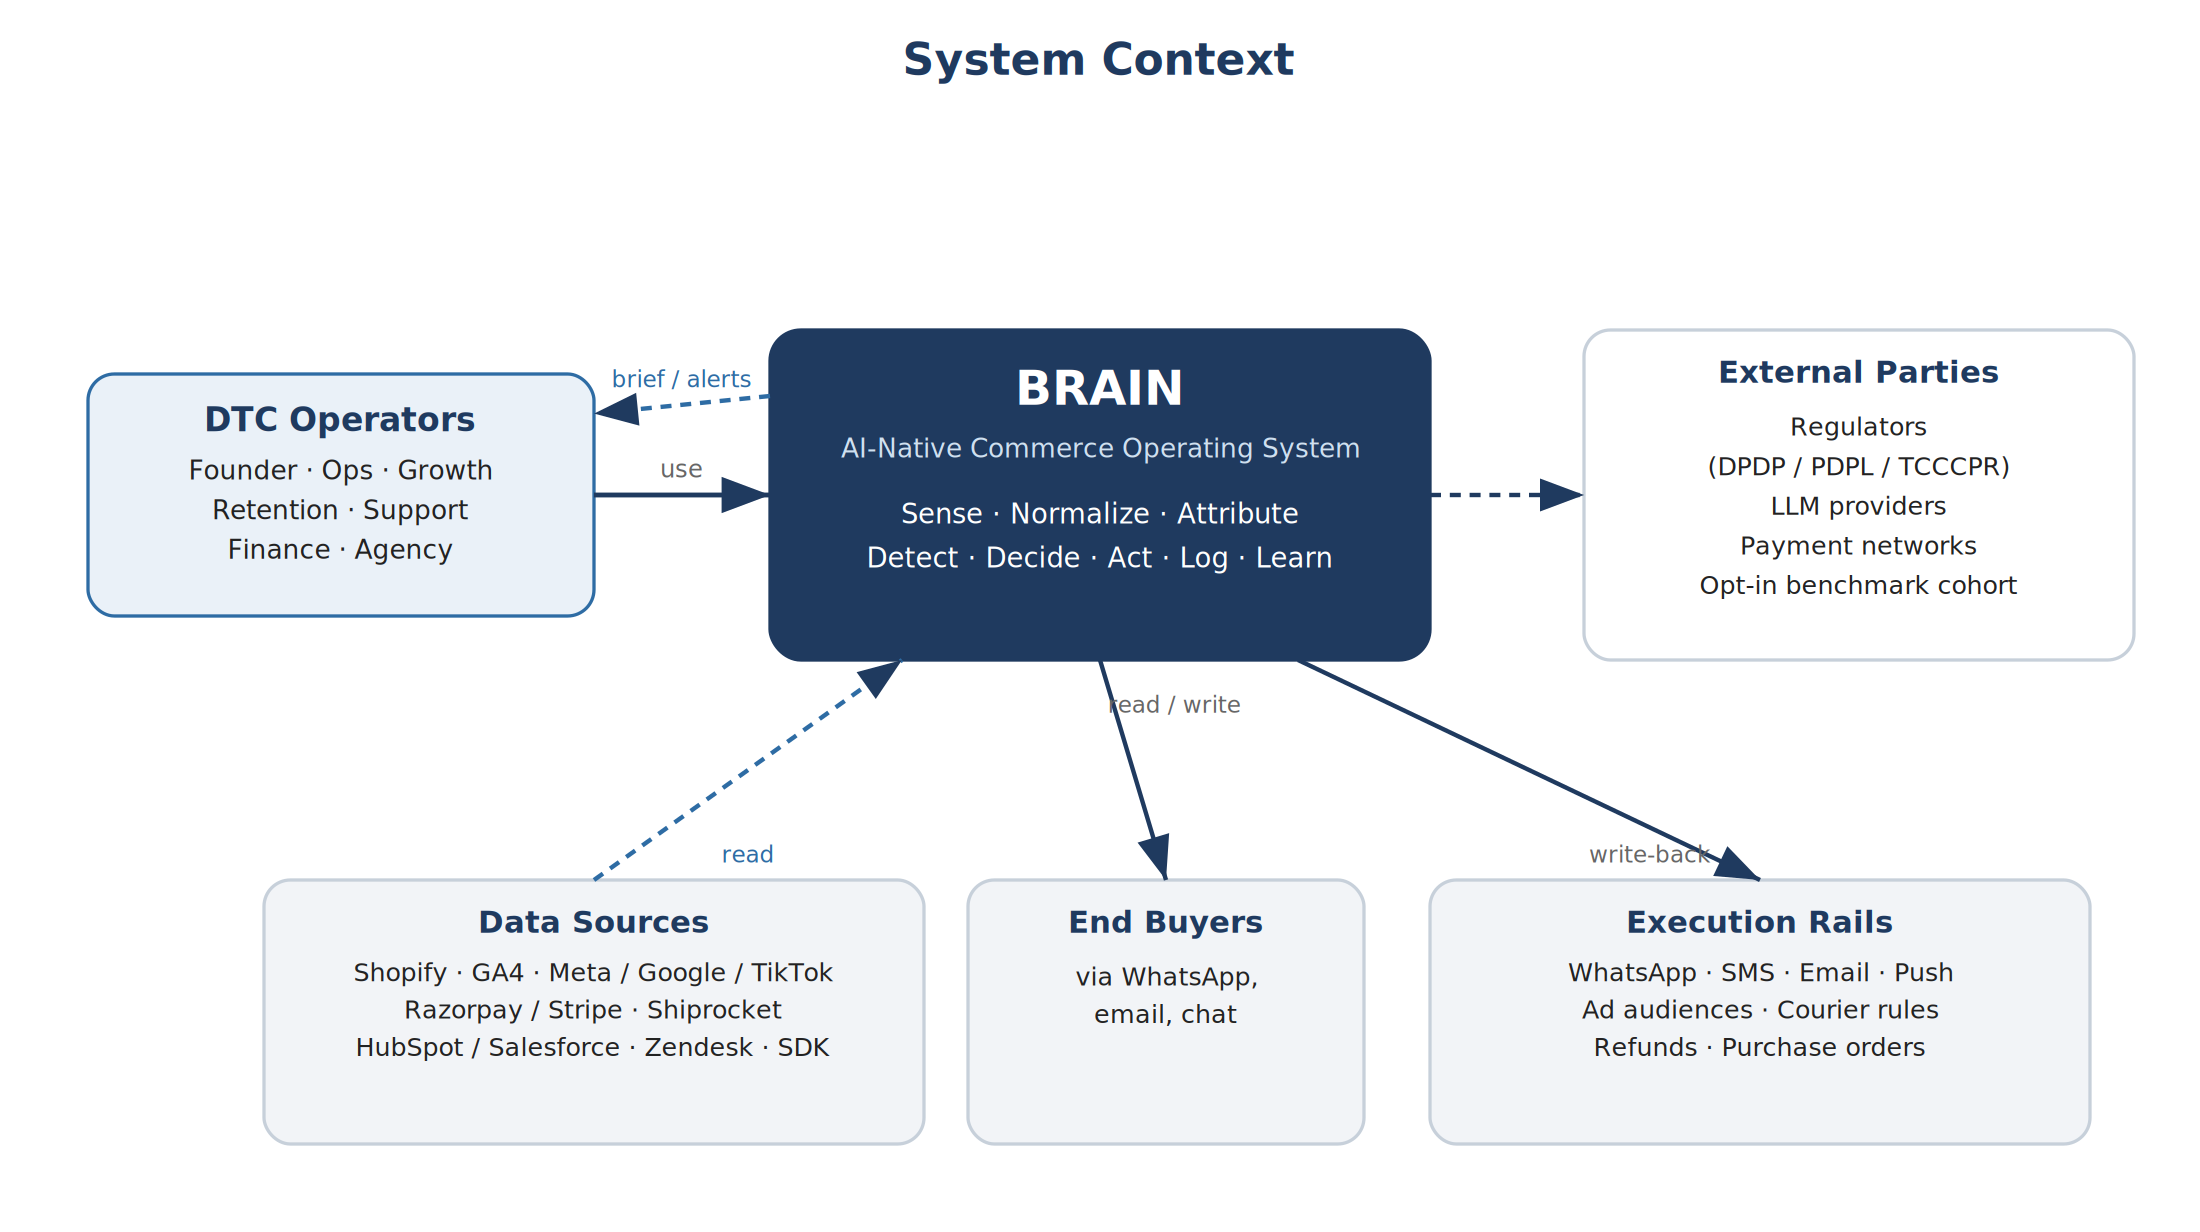 System Context
brief / alerts
use
DTC Operators
Founder · Ops · Growth
Retention · Support
Finance · Agency
BRAIN
AI-Native Commerce Operating System
Sense · Normalize · Attribute
Detect · Decide · Act · Log · Learn
External Parties
Regulators
(DPDP / PDPL / TCCCPR)
LLM providers
Payment networks
Opt-in benchmark cohort
read / write
read
write-back
Data Sources
Shopify · GA4 · Meta / Google / TikTok
Razorpay / Stripe · Shiprocket
HubSpot / Salesforce · Zendesk · SDK
End Buyers
via WhatsApp,
email, chat
Execution Rails
WhatsApp · SMS · Email · Push
Ad audiences · Courier rules
Refunds · Purchase orders